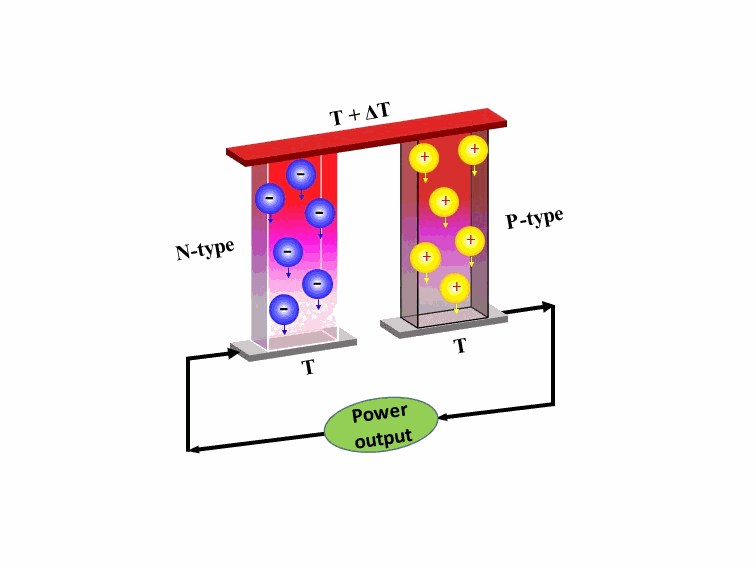 T + ΔT
N-type
P-type
T
T
Power
output